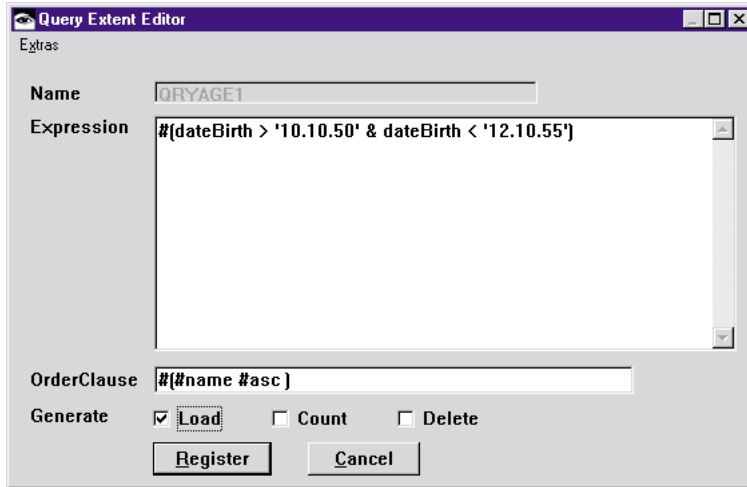 Query Extent Editor
Extras
Name QRYAGE1
Expression #(dateBirth > '10.10.50' & dateBirth < '12.10.55')
OrderClause #(#name #asc )
Generate Load Count Delete
Register Cancel